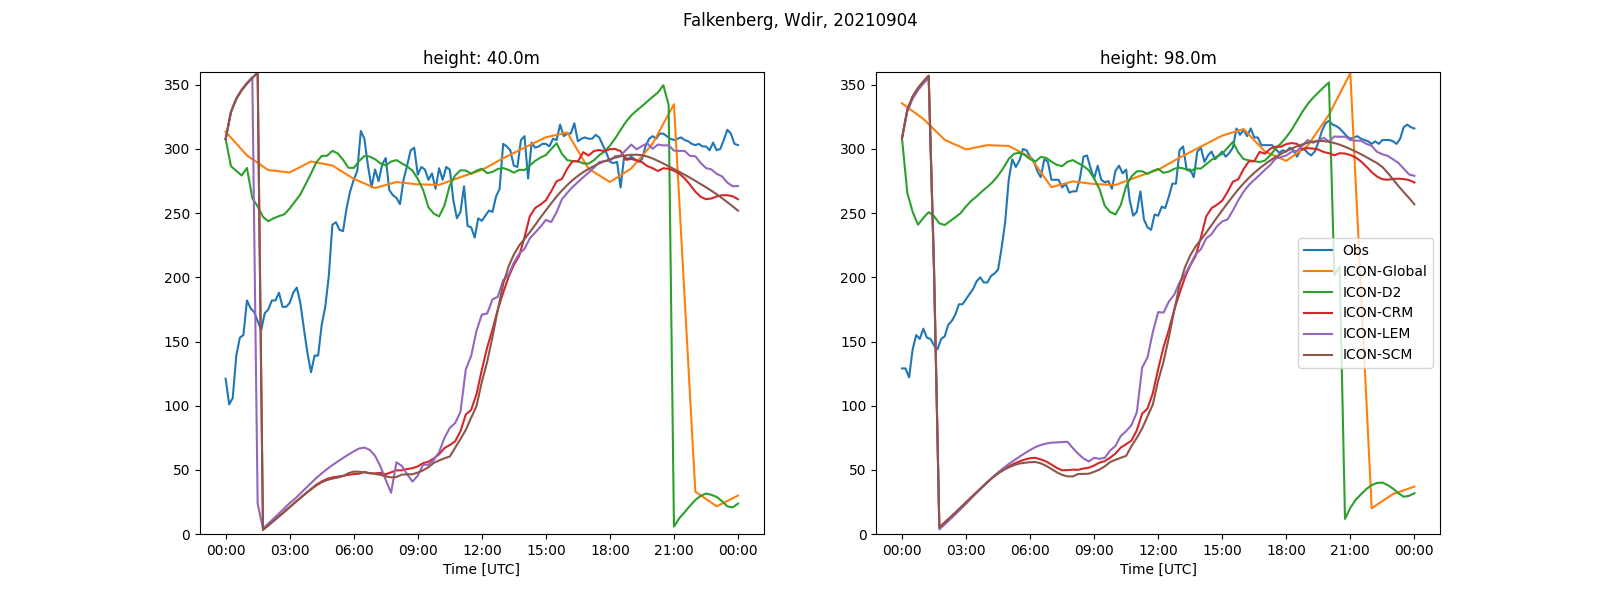 Falkenberg, Wdir, 20210904
height: 40.0m
350
300
250
200
150
100
50
0
00:00 03:00 06:00 09:00 12:00 15:00 18:00 21:00 00:00
Time [UTC]
height: 98.0m
350
300
250
200
150
100
50
0
00:00 03:00 06:00 09:00 12:00 15:00 18:00 21:00 00:00
Time [UTC]
Obs
ICON-Global
ICON-D2
ICON-CRM
ICON-LEM
ICON-SCM